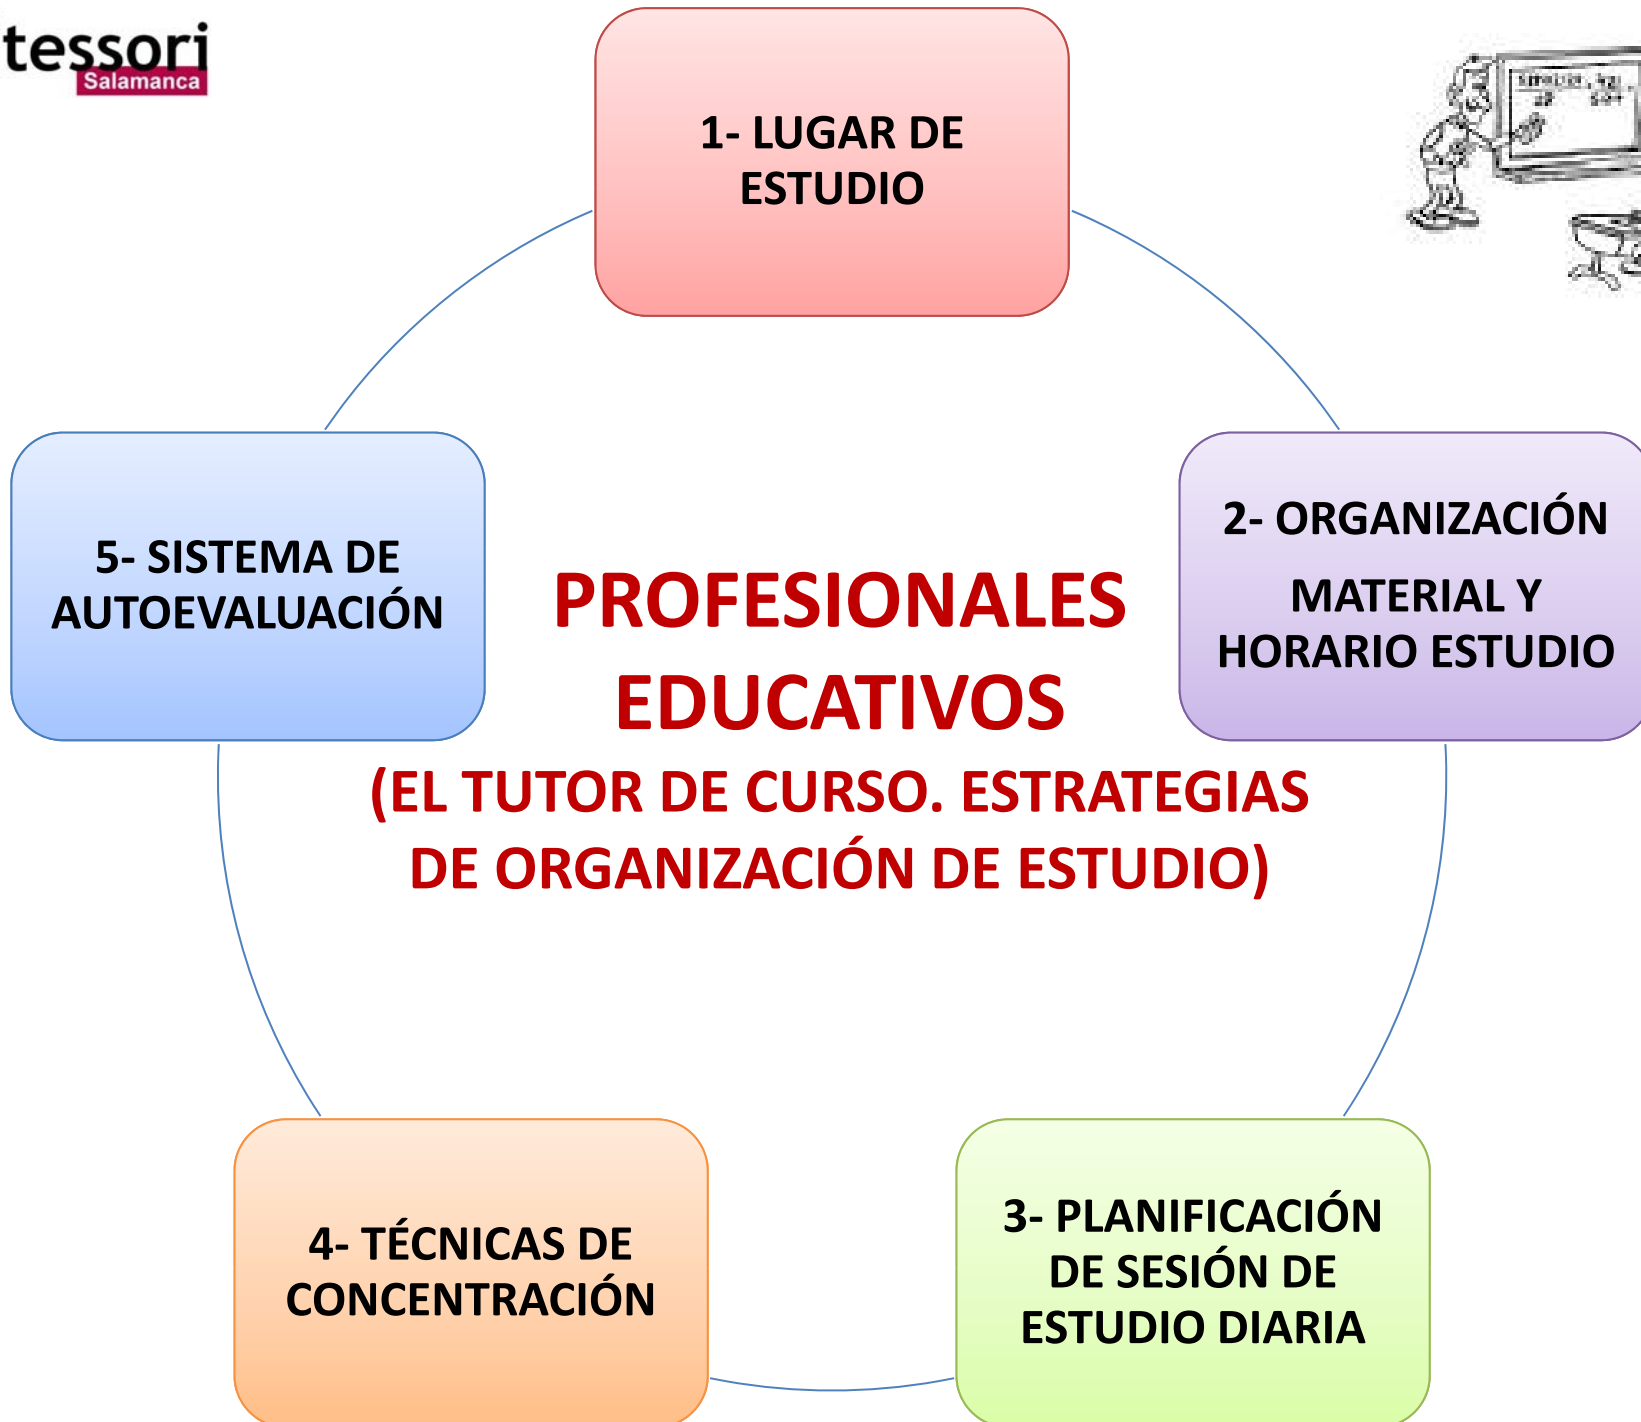 tessori
Salamanca
1- LUGAR DE
ESTUDIO
2- ORGANIZACIÓN
MATERIAL Y
HORARIO ESTUDIO
5- SISTEMA DE
AUTOEVALUACIÓN
PROFESIONALES
EDUCATIVOS
(EL TUTOR DE CURSO. ESTRATEGIAS
DE ORGANIZACIÓN DE ESTUDIO)
3- PLANIFICACIÓN
DE SESIÓN DE
ESTUDIO DIARIA
4- TÉCNICAS DE
CONCENTRACIÓN